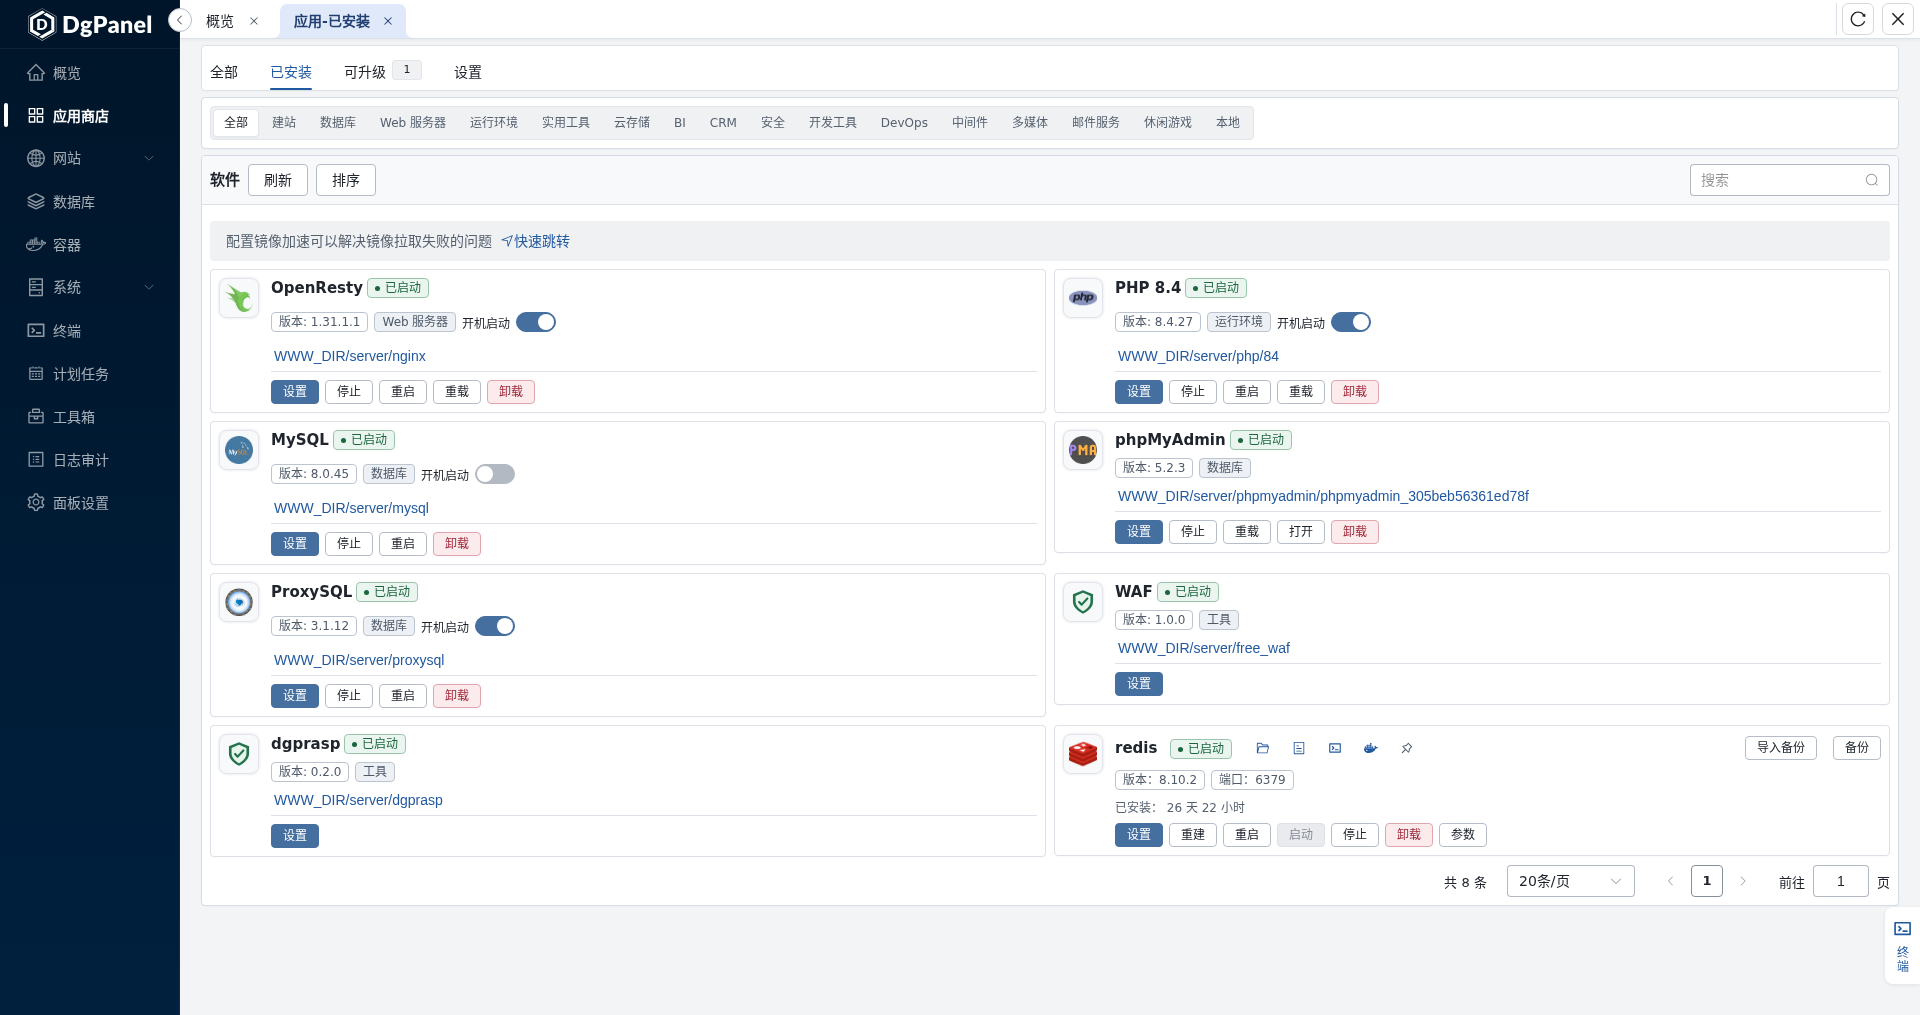 DgPanel
概览
应用商店
网站
数据库
容器
系统
终端
计划任务
工具箱
日志审计
面板设置
概览
应用-已安装
全部 已安装 可升级 1 设置
全部 建站 数据库 Web 服务器 运行环境 实用工具 云存储 BI CRM 安全 开发工具 DevOps 中间件 多媒体 邮件服务 休闲游戏 本地
软件 刷新 排序 搜索
配置镜像加速可以解决镜像拉取失败的问题 快速跳转
OpenResty 已启动
版本: 1.31.1.1 Web 服务器 开机启动
WWW_DIR/server/nginx
设置 停止 重启 重载 卸载
php
PHP 8.4 已启动
版本: 8.4.27 运行环境 开机启动
WWW_DIR/server/php/84
设置 停止 重启 重载 卸载
MySQL
MySQL 已启动
版本: 8.0.45 数据库 开机启动
WWW_DIR/server/mysql
设置 停止 重启 卸载
PMA
phpMyAdmin 已启动
版本: 5.2.3 数据库
WWW_DIR/server/phpmyadmin/phpmyadmin_305beb56361ed78f
设置 停止 重载 打开 卸载
ProxySQL 已启动
版本: 3.1.12 数据库 开机启动
WWW_DIR/server/proxysql
设置 停止 重启 卸载
WAF 已启动
版本: 1.0.0 工具
WWW_DIR/server/free_waf
设置
dgprasp 已启动
版本: 0.2.0 工具
WWW_DIR/server/dgprasp
设置
redis 已启动 导入备份 备份
版本：8.10.2 端口：6379
已安装： 26 天 22 小时
设置 重建 重启 启动 停止 卸载 参数
共 8 条 20条/页 1 前往 1 页
终端